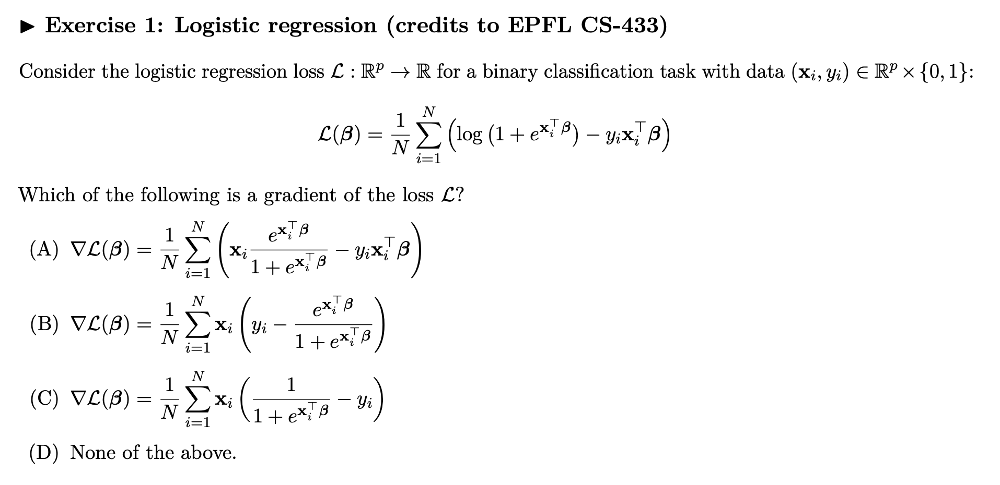 ► Exercise 1: Logistic regression (credits to EPFL CS-433)
Consider the logistic regression loss $\mathcal{L} : \mathbb{R}^p \to \mathbb{R}$ for a binary classification task with data $(\mathbf{x}_i, y_i) \in \mathbb{R}^p \times \{0, 1\}$:
$\mathcal{L}(\boldsymbol{\beta}) = \frac{1}{N} \sum_{i=1}^{N} \left( \log \left( 1 + e^{\mathbf{x}_i^\top \boldsymbol{\beta}} \right) - y_i \mathbf{x}_i^\top \boldsymbol{\beta} \right)$
Which of the following is a gradient of the loss $\mathcal{L}$?
(A) $\nabla \mathcal{L}(\boldsymbol{\beta}) = \frac{1}{N} \sum_{i=1}^{N} \left( \mathbf{x}_i \frac{e^{\mathbf{x}_i^\top \boldsymbol{\beta}}}{1 + e^{\mathbf{x}_i^\top \boldsymbol{\beta}}} - y_i \mathbf{x}_i^\top \boldsymbol{\beta} \right)$
(B) $\nabla \mathcal{L}(\boldsymbol{\beta}) = \frac{1}{N} \sum_{i=1}^{N} \mathbf{x}_i \left( y_i - \frac{e^{\mathbf{x}_i^\top \boldsymbol{\beta}}}{1 + e^{\mathbf{x}_i^\top \boldsymbol{\beta}}} \right)$
(C) $\nabla \mathcal{L}(\boldsymbol{\beta}) = \frac{1}{N} \sum_{i=1}^{N} \mathbf{x}_i \left( \frac{1}{1 + e^{\mathbf{x}_i^\top \boldsymbol{\beta}}} - y_i \right)$
(D) None of the above.